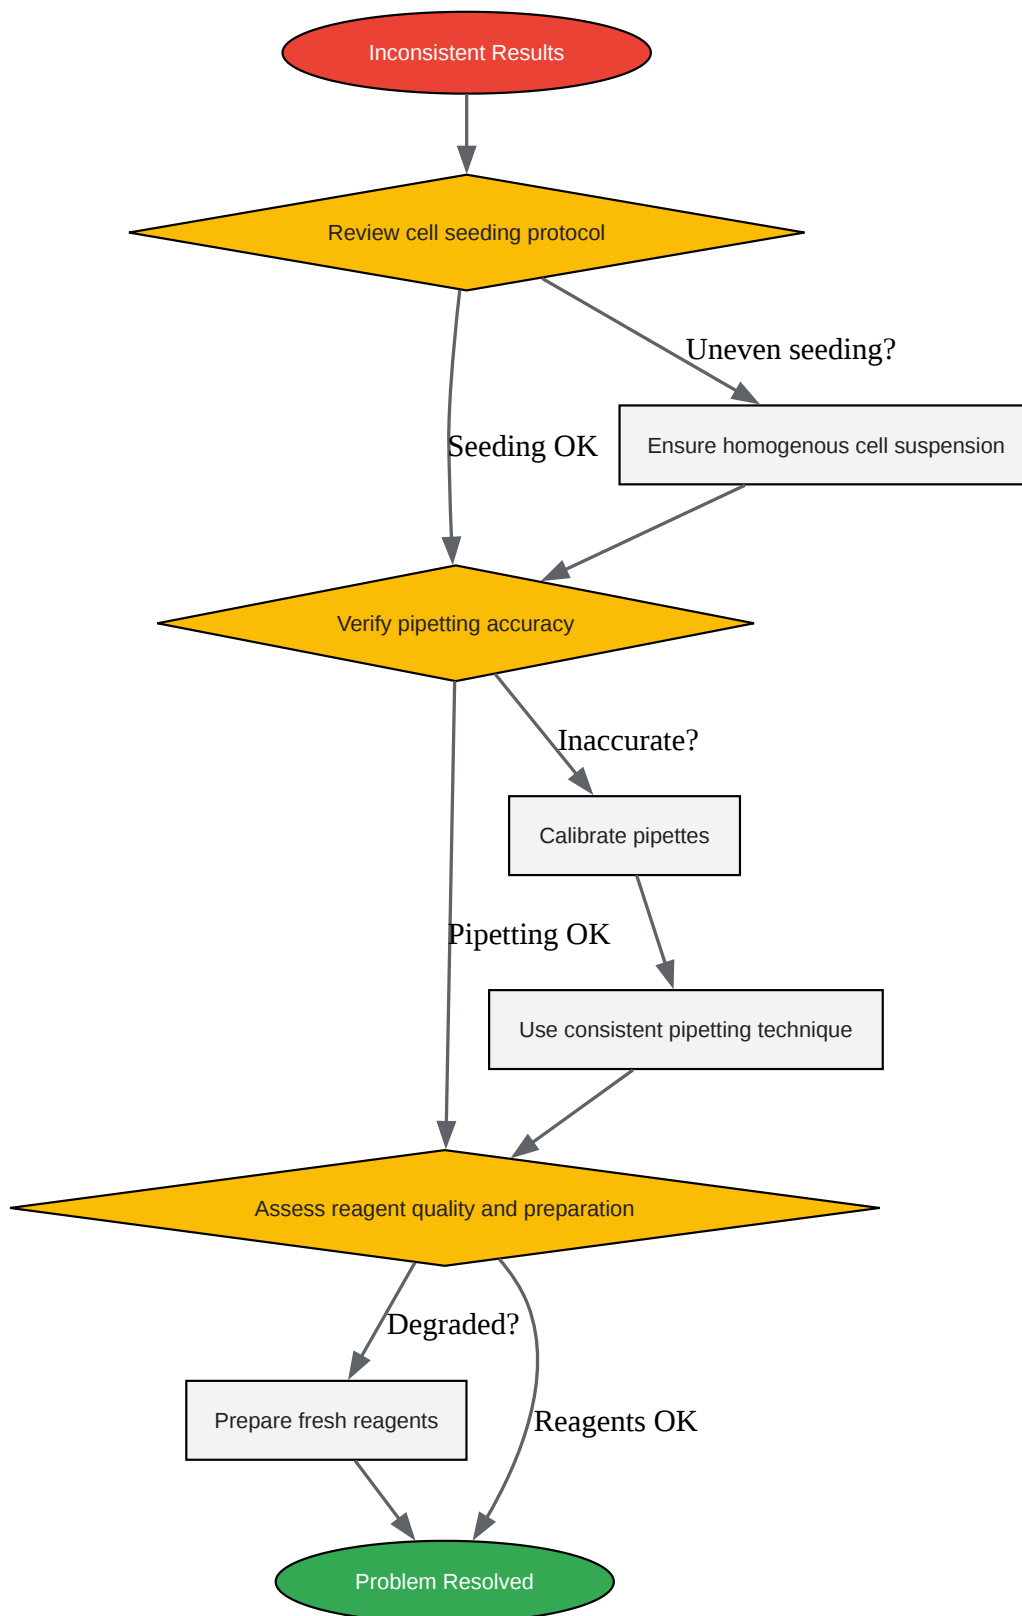 Inconsistent Results
Review cell seeding protocol
Uneven seeding?
Seeding OK
Ensure homogenous cell suspension
Verify pipetting accuracy
Inaccurate?
Calibrate pipettes
Pipetting OK
Use consistent pipetting technique
Assess reagent quality and preparation
Degraded?
Prepare fresh reagents
Reagents OK
Problem Resolved